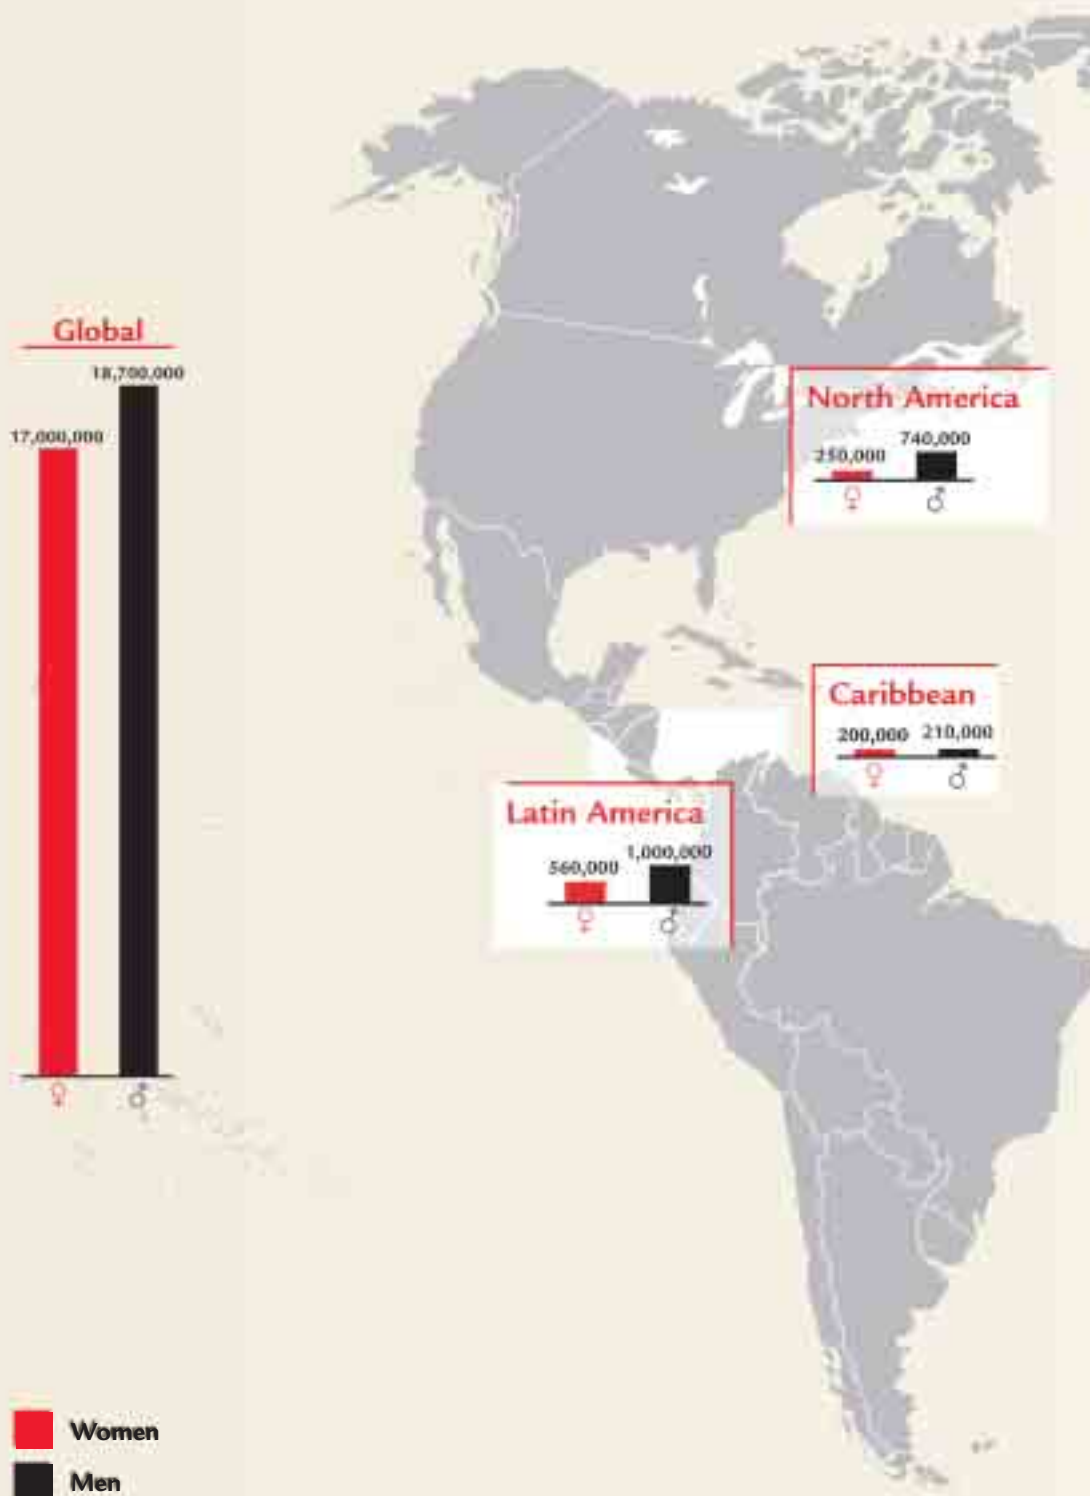 Global
18,700,000
17,000,000
♀ ♂
North America
740,000
250,000
♀ ♂
Caribbean
200,000 210,000
♀ ♂
Latin America
1,000,000
560,000
♀ ♂
Women
Men